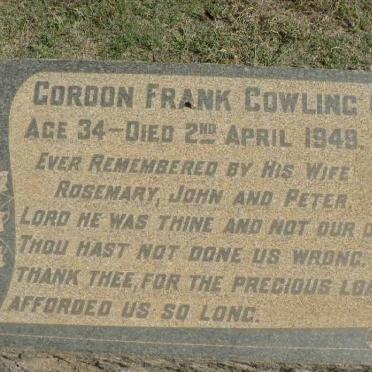 GORDON FRANK COWLING
AGE 34—DIED 2ND APRIL 1949.
EVER REMEMBERED BY HIS WIFE
ROSEMARY, JOHN AND PETER.
LORD HE WAS THINE AND NOT OUR
THOU HAST NOT DONE US WRONG.
THANK THEE, FOR THE PRECIOUS
AFFORDED US SO LONG.